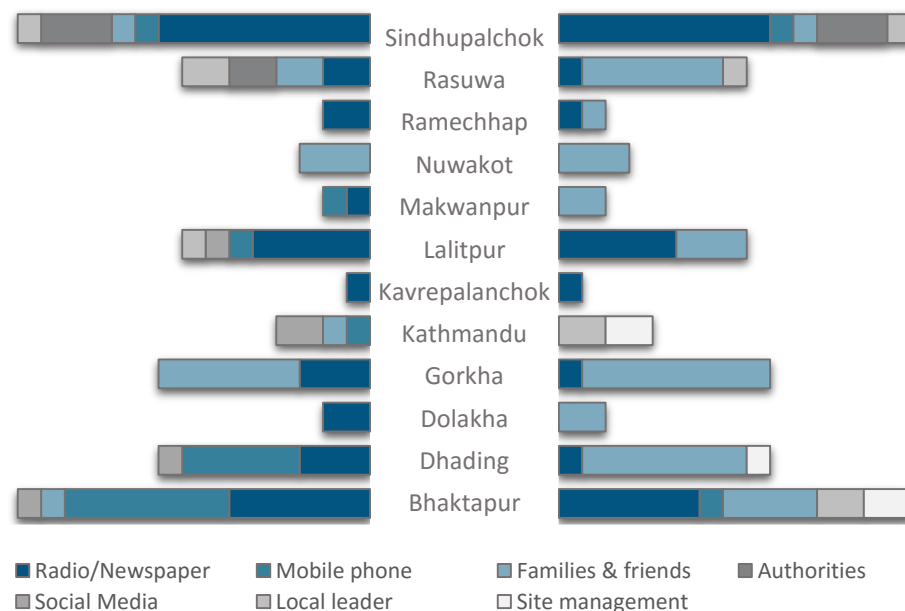 Sindhupalchok
Rasuwa
Ramechhap
Nuwakot
Makwanpur
Lalitpur
Kavrepalanchok
Kathmandu
Gorkha
Dolakha
Dhading
Bhaktapur
Radio/Newspaper Mobile phone Families & friends Authorities
Social Media Local leader Site management